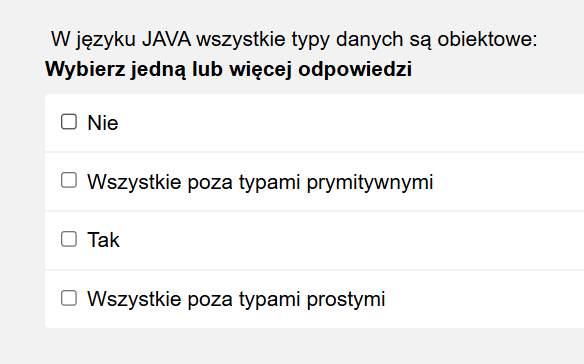 W języku JAVA wszystkie typy danych są obiektowe:
Wybierz jedną lub więcej odpowiedzi
Nie
Wszystkie poza typami prymitywnymi
Tak
Wszystkie poza typami prostymi